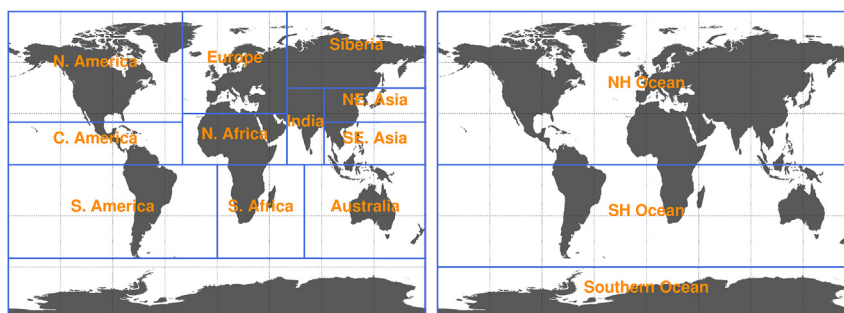 N. America
Europe
Siberia
NE. Asia
India
C. America
N. Africa
SE. Asia
S. America
S. Africa
Australia
NH Ocean
SH Ocean
Southern Ocean